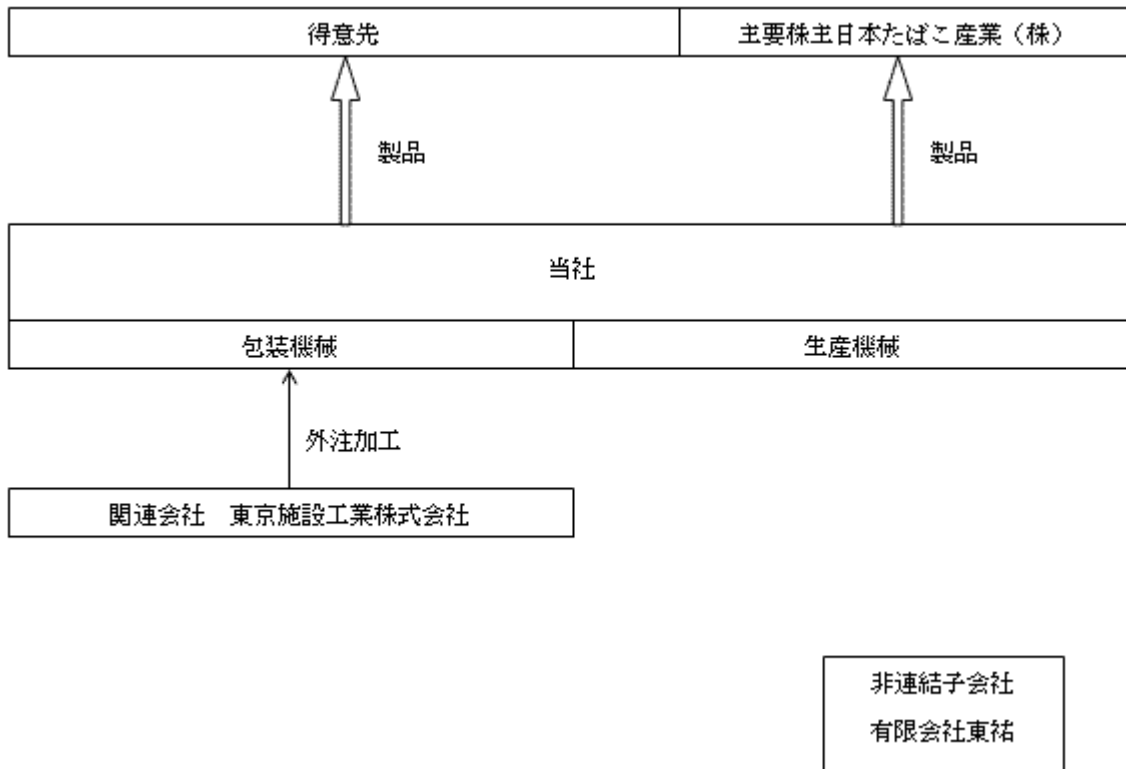 得意先
主要株主日本たばこ産業（株）
製品
製品
当社
包装機械
生産機械
外注加工
関連会社　東京施設工業株式会社
非連結子会社
有限会社東祐